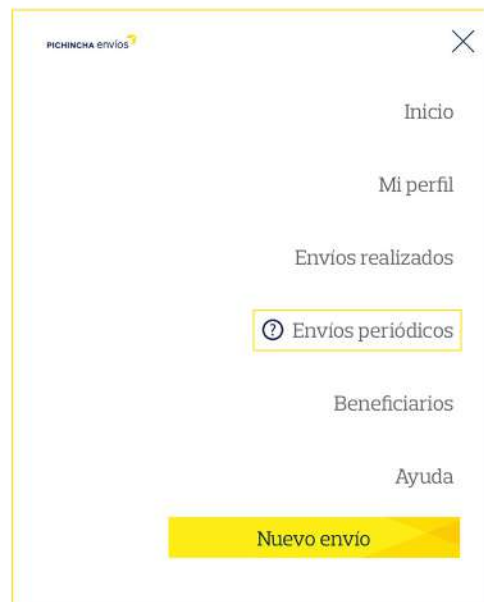 PICHINCHA envíos
Inicio
Mi perfil
Envíos realizados
? Envíos periódicos
Beneficiarios
Ayuda
Nuevo envío